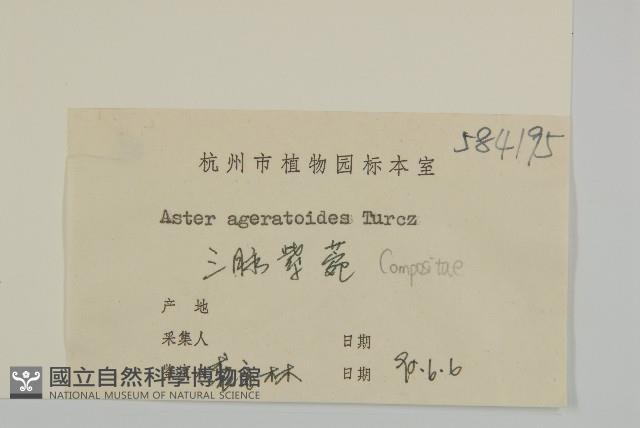 584195
杭州市植物园标本室
Aster ageratoides Turcz
三脉紫菀 Compositae
产 地
采集人 日期
林 日期 90.6.6
國立自然科學博物館
NATIONAL MUSEUM OF NATURAL SCIENCE